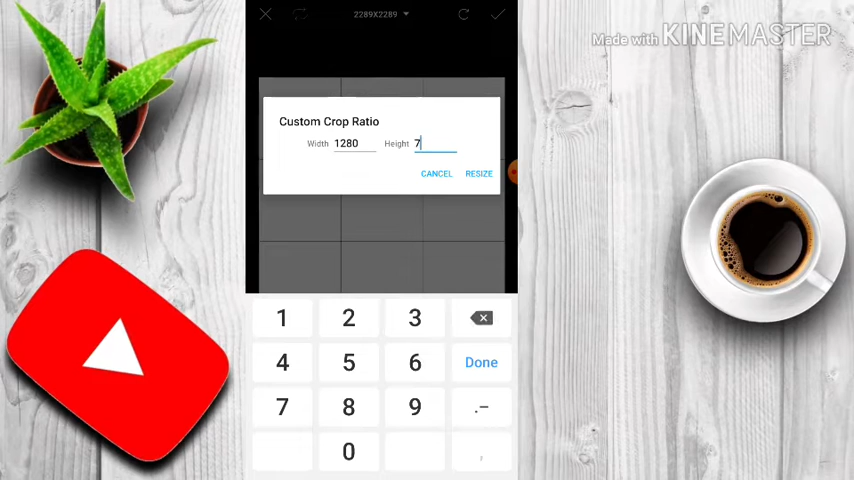 2289X2289
Made with KINEMASTER
Custom Crop Ratio
Width 1280 Height 7
CANCEL RESIZE
1 2 3
4 5 6 Done
7 8 9 .–
0 ,